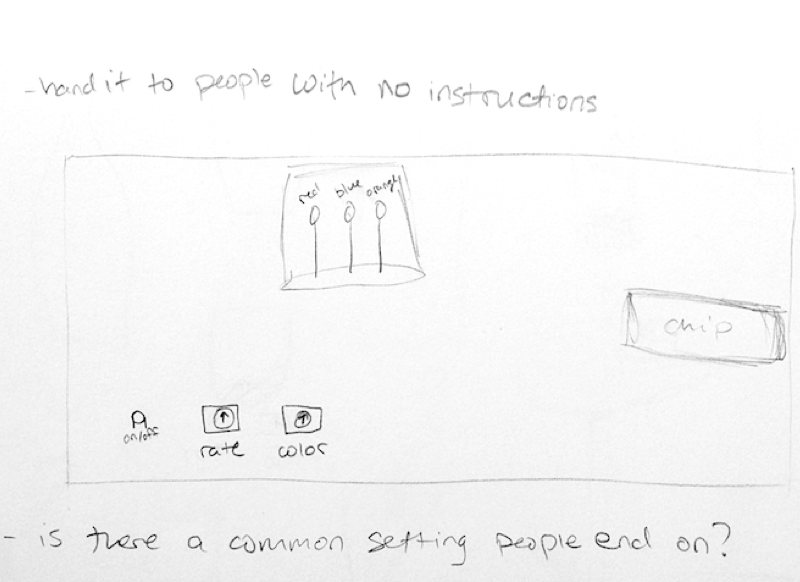 - hand it to people with no instructions
red blue orange
chip
on/off
rate color
- is there a common setting people end on?